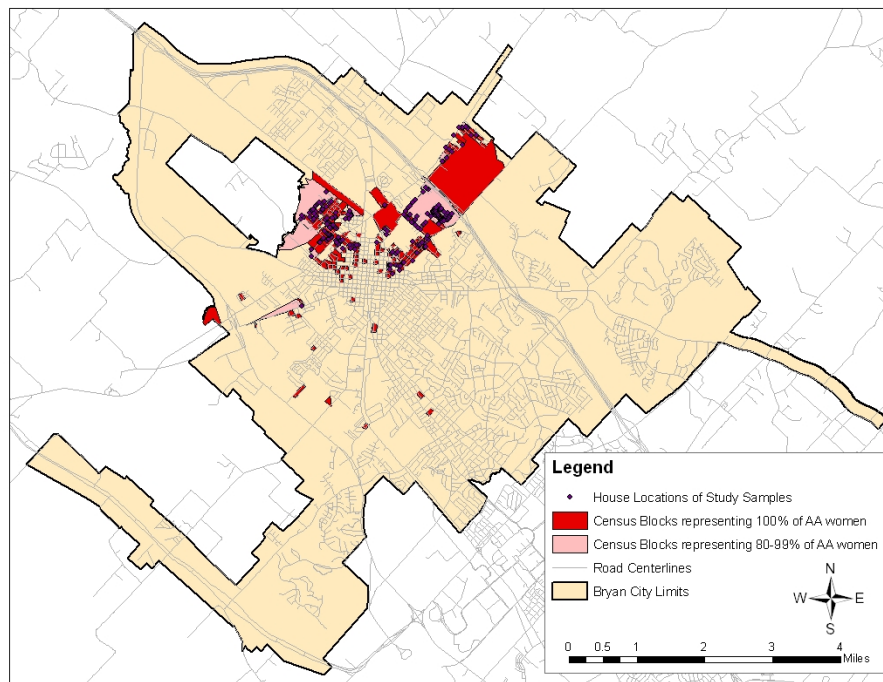 Legend
House Locations of Study Samples
Census Blocks representing 100% of AA women
Census Blocks representing 80-99% of AA women
Road Centerlines
Bryan City Limits
N
W E
S
0 0.5 1 2 3 4
Miles